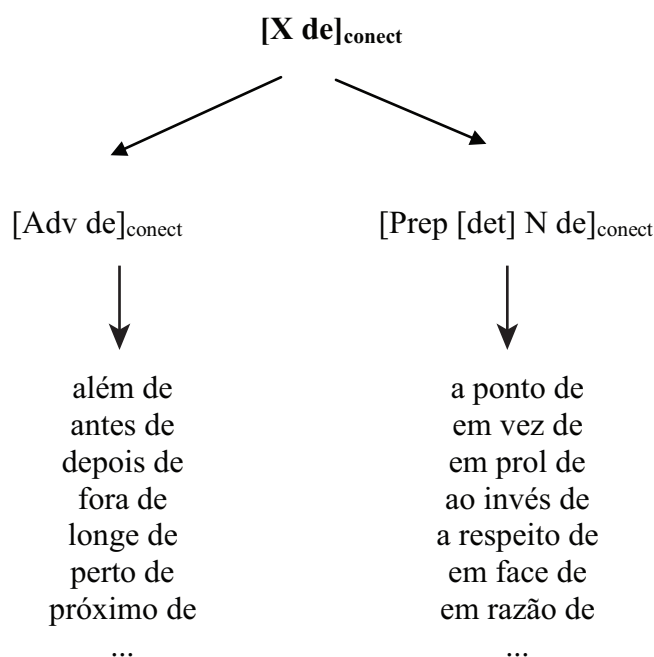 [X de]conect
[Adv de]conect
[Prep [det] N de]conect
além de
antes de
depois de
fora de
longe de
perto de
próximo de
...
a ponto de
em vez de
em prol de
ao invés de
a respeito de
em face de
em razão de
...